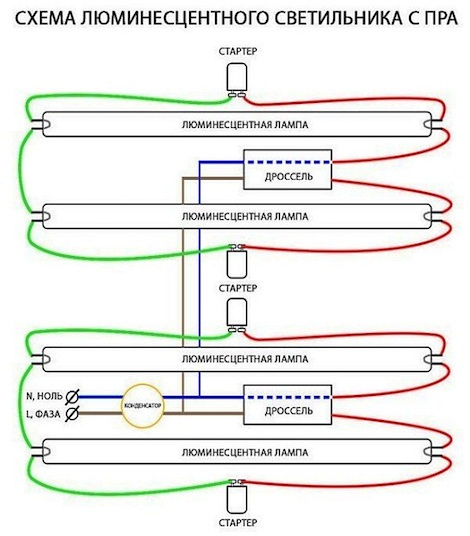 СХЕМА ЛЮМИНЕСЦЕНТНОГО СВЕТИЛЬНИКА С ПРА
СТАРТЕР
ЛЮМИНЕСЦЕНТНАЯ ЛАМПА
ДРОССЕЛЬ
ЛЮМИНЕСЦЕНТНАЯ ЛАМПА
СТАРТЕР
СТАРТЕР
ЛЮМИНЕСЦЕНТНАЯ ЛАМПА
N, НОЛЬ
L, ФАЗА
КОНДЕНСАТОР
ДРОССЕЛЬ
ЛЮМИНЕСЦЕНТНАЯ ЛАМПА
СТАРТЕР